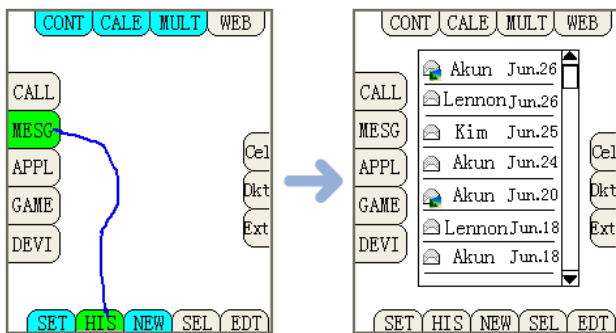 CONT CALE MULT WEB
CALL
MESG
APPL
GAME
DEVI
Cel
Dkt
Ext
SET HIS NEW SEL EDT
CONT CALE MULT WEB
CALL
MESG
APPL
GAME
DEVI
Akun Jun.26
Lennon Jun.26
Kim Jun.25
Akun Jun.24
Akun Jun.20
Lennon Jun.18
Akun Jun.18
Cel
Dkt
Ext
SET HIS NEW SEL EDT